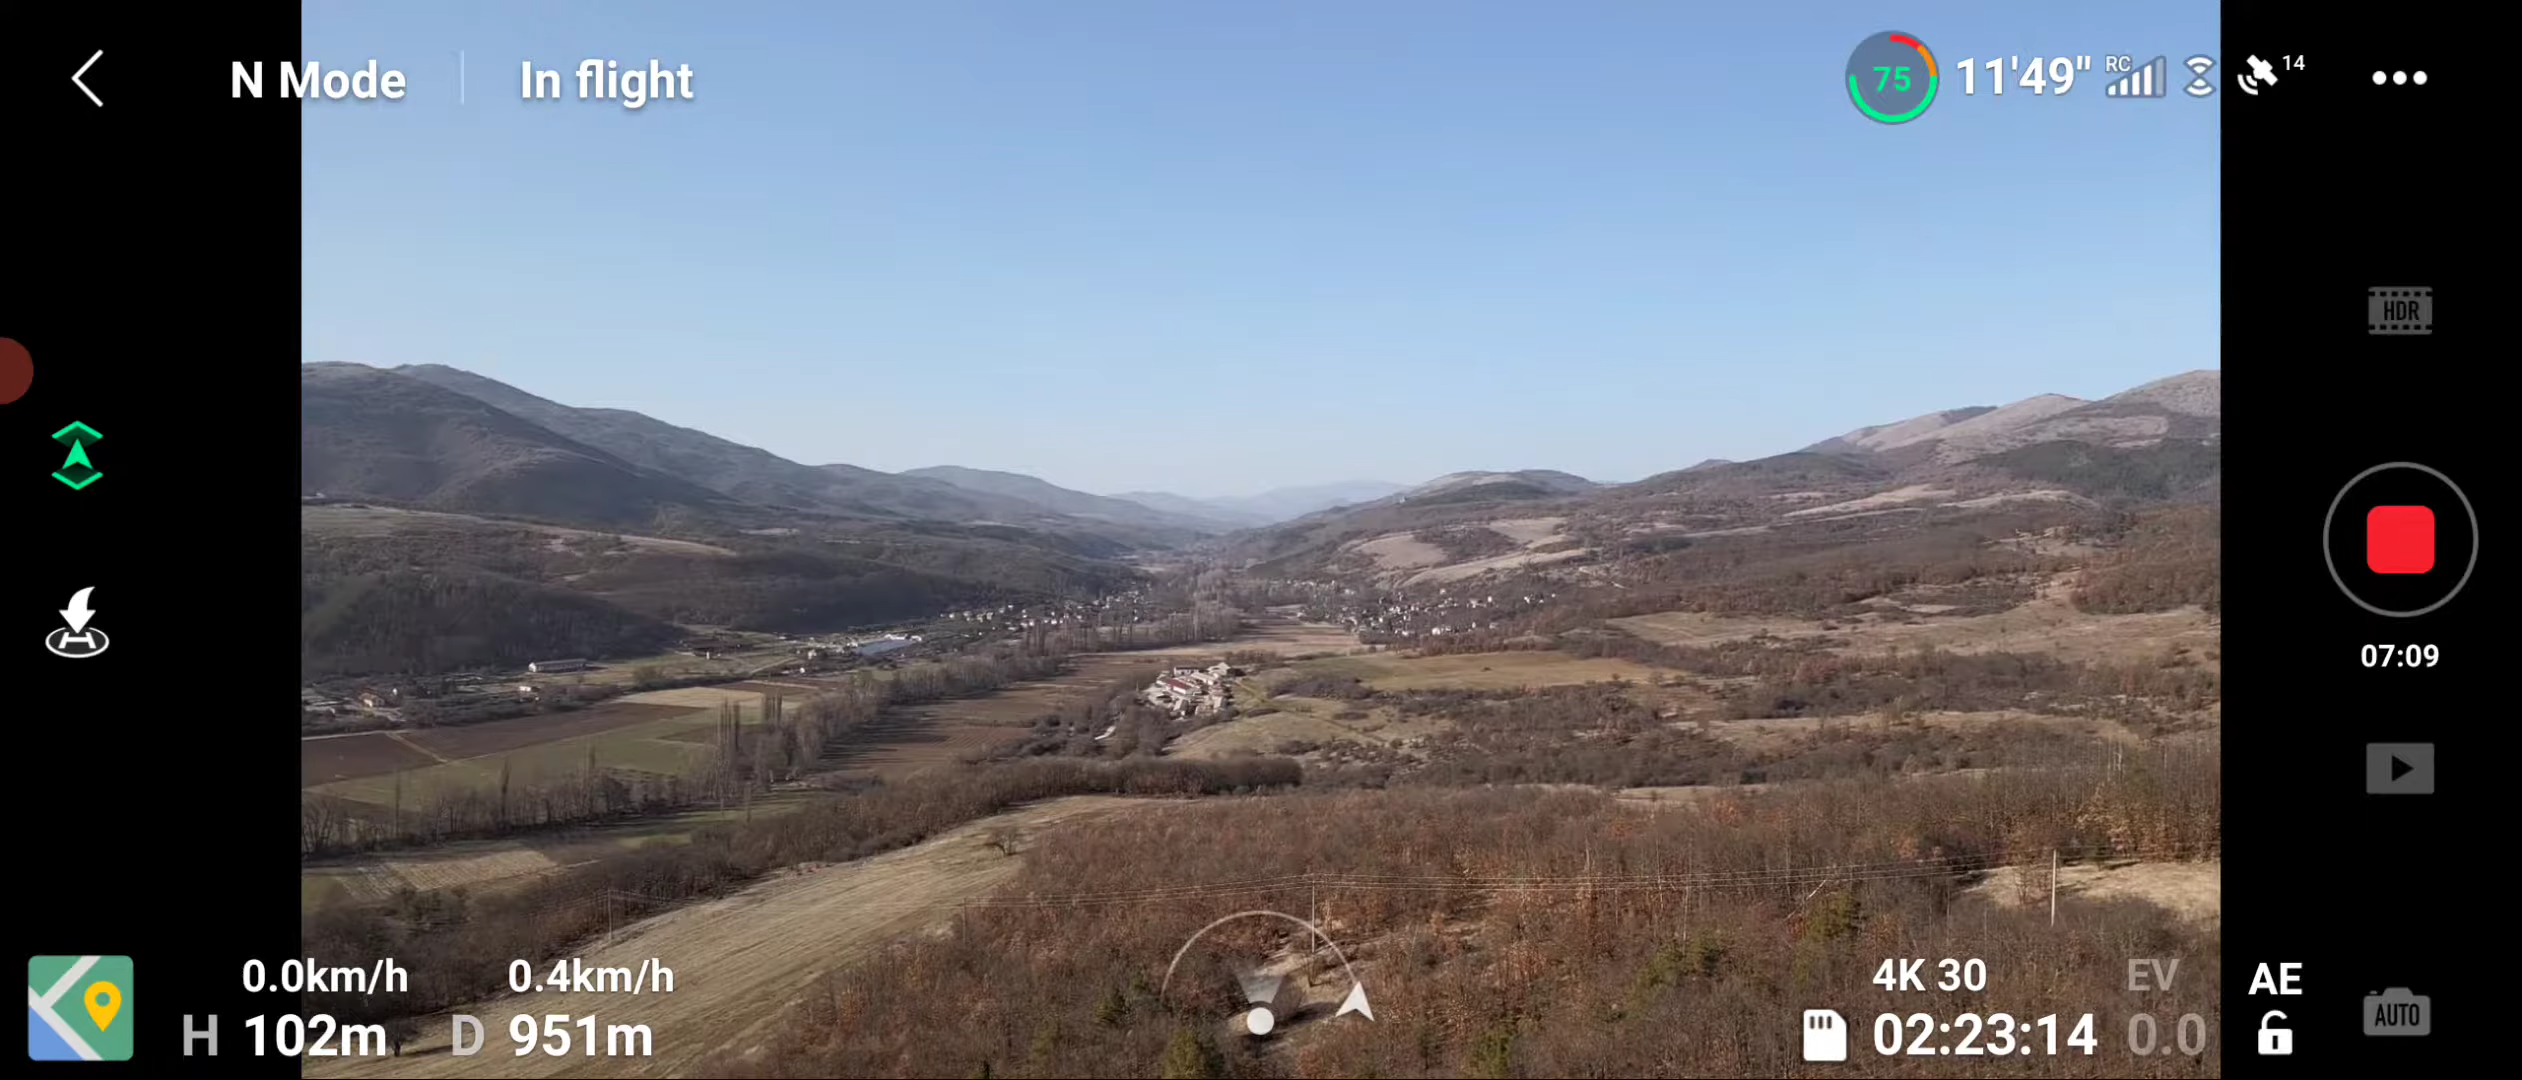 N Mode
In flight
75
11'49"
RC
14
HDR
07:09
0.0km/h
0.4km/h
H 102m
D 951m
4K 30
02:23:14
EV
0.0
AE
AUTO